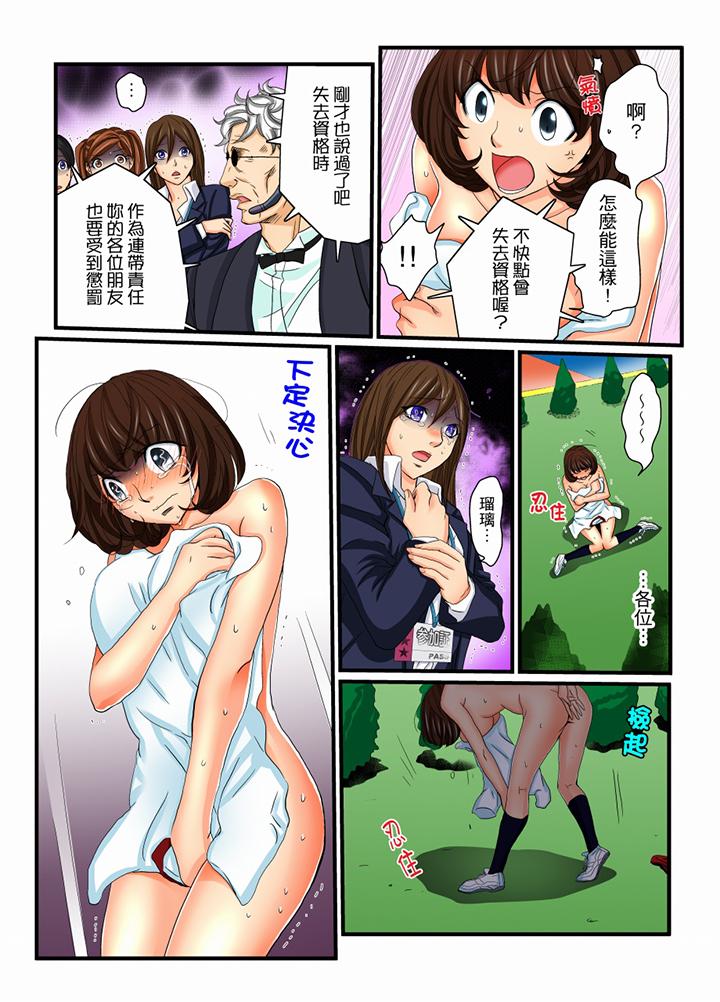 啊？
怎麼能這樣！
氣憤
不快點會
失去資格喔？
!!
剛才也說過了吧
失去資格時
…
作為連帶責任
妳的各位朋友
也要受到懲罰
～～～
忍住
…各位…
瑠璃…
参加証
PAS
下定決心
撿起
忍住